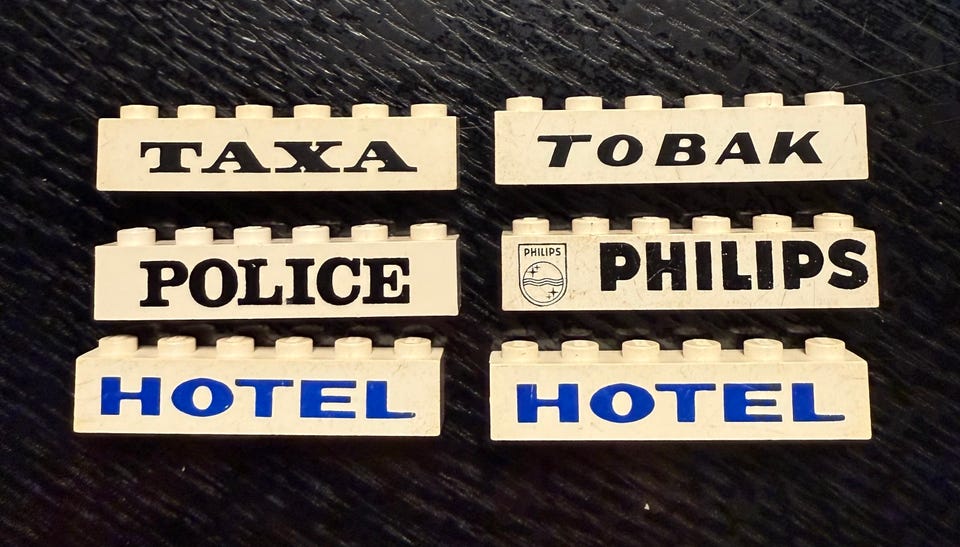 TAXA
TOBAK
POLICE
PHILIPS
PHILIPS
HOTEL
HOTEL